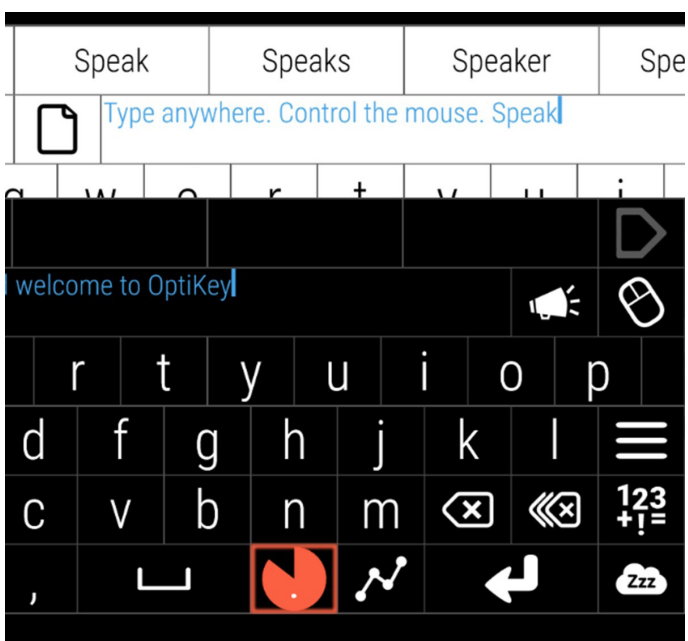 Speak Speaks Speaker Spe
Type anywhere. Control the mouse. Speak
q w e r t y u i
welcome to OptiKey
r t y u i o p
d f g h j k l
c v b n m 123
+!=
, . Zzz